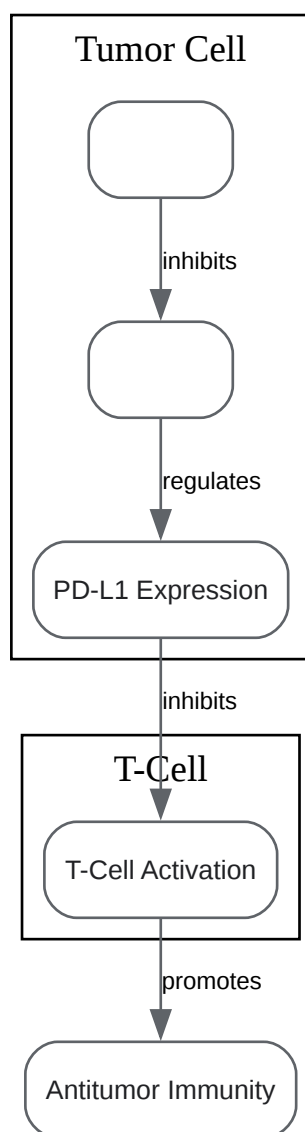 Tumor Cell
inhibits
regulates
PD-L1 Expression
inhibits
T-Cell
T-Cell Activation
promotes
Antitumor Immunity